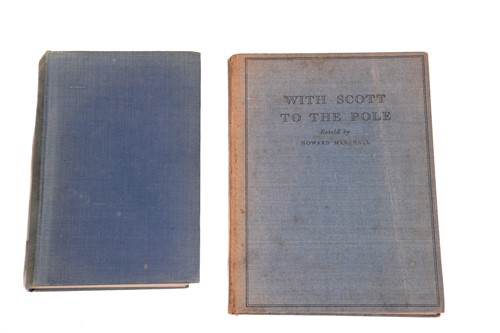 WITH SCOTT
TO THE POLE
Retold by
HOWARD MARSHALL